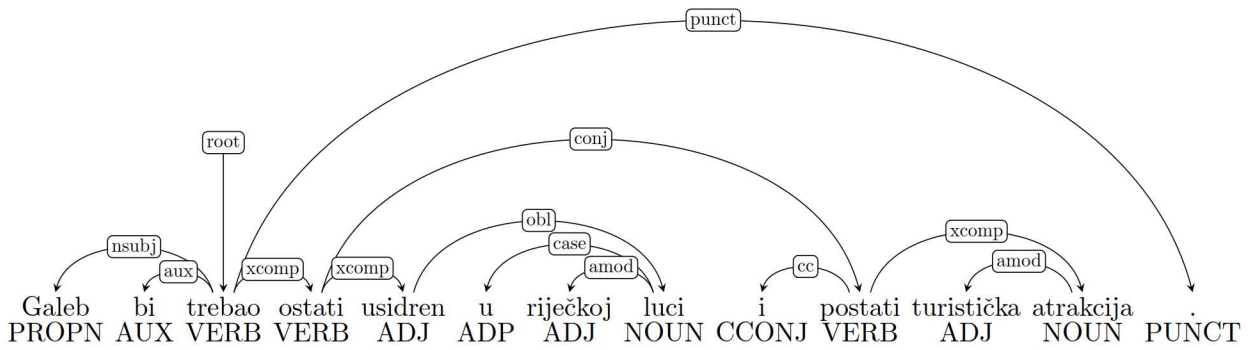 punct
root
conj
obl
nsubj
case
xcomp
aux
xcomp
xcomp
amod
cc
amod
Galeb bi trebao ostati usidren u riječkoj luci i postati turistička atrakcija .
PROPN AUX VERB VERB ADJ ADP ADJ NOUN CCONJ VERB ADJ NOUN PUNCT